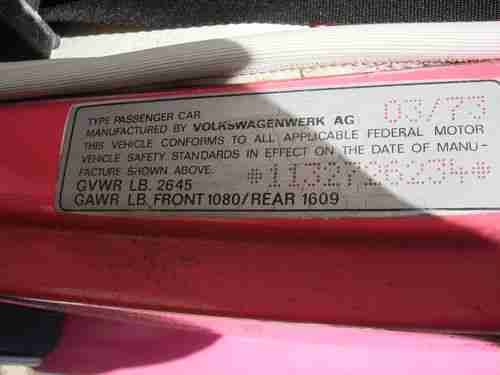 TYPE PASSENGER CAR 03/73
MANUFACTURED BY VOLKSWAGENWERK AG
THIS VEHICLE CONFORMS TO ALL APPLICABLE FEDERAL MOTOR
VEHICLE SAFETY STANDARDS IN EFFECT ON THE DATE OF MANU-
FACTURE SHOWN ABOVE. *1132726234*
GVWR LB. 2645
GAWR LB. FRONT 1080/REAR 1609